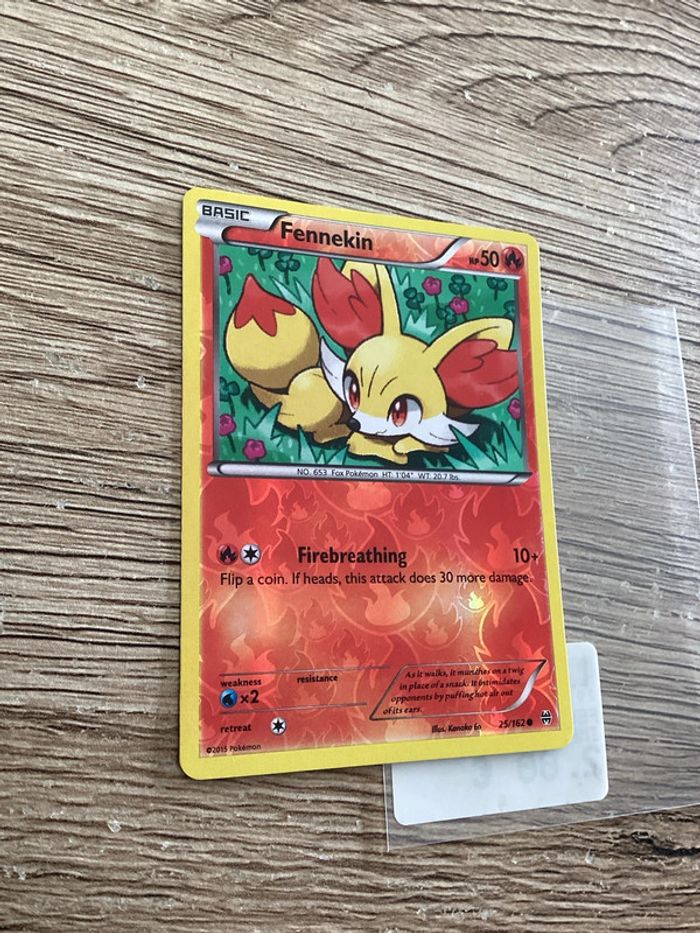 BASIC
Fennekin
HP 50
NO. 653 Fox Pokémon HT: 1'04" WT: 20.7 lbs.
Firebreathing 10+
Flip a coin. If heads, this attack does 30 more damage.
weakness resistance
×2
As it walks, it munches on a twig
in place of a snack. It intimidates
opponents by puffing hot air out
of its ears.
retreat
Illus. Kanako Eo 25/162
©2015 Pokémon